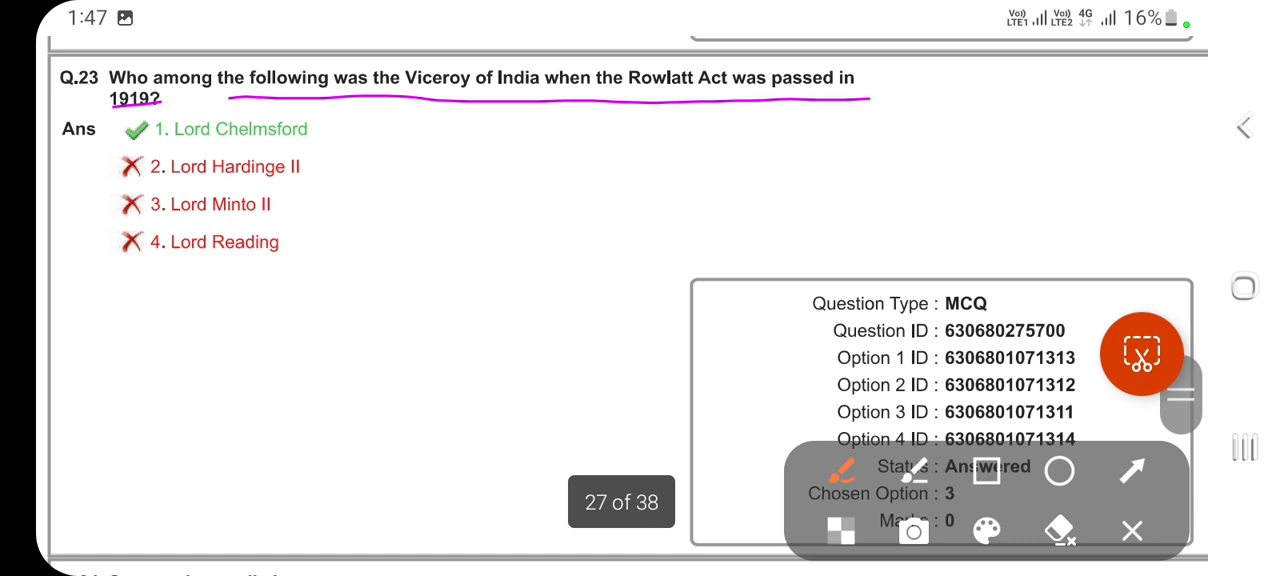 1:47 Vo)) LTE1 Vo)) LTE2 4G 16%
Q.23 Who among the following was the Viceroy of India when the Rowlatt Act was passed in
1919?
Ans 1. Lord Chelmsford
2. Lord Hardinge II
3. Lord Minto II
4. Lord Reading
Question Type : MCQ
Question ID : 630680275700
Option 1 ID : 6306801071313
Option 2 ID : 6306801071312
Option 3 ID : 6306801071311
Option 4 ID : 6306801071314
Status : Answered
Chosen Option : 3
Marks : 0
27 of 38